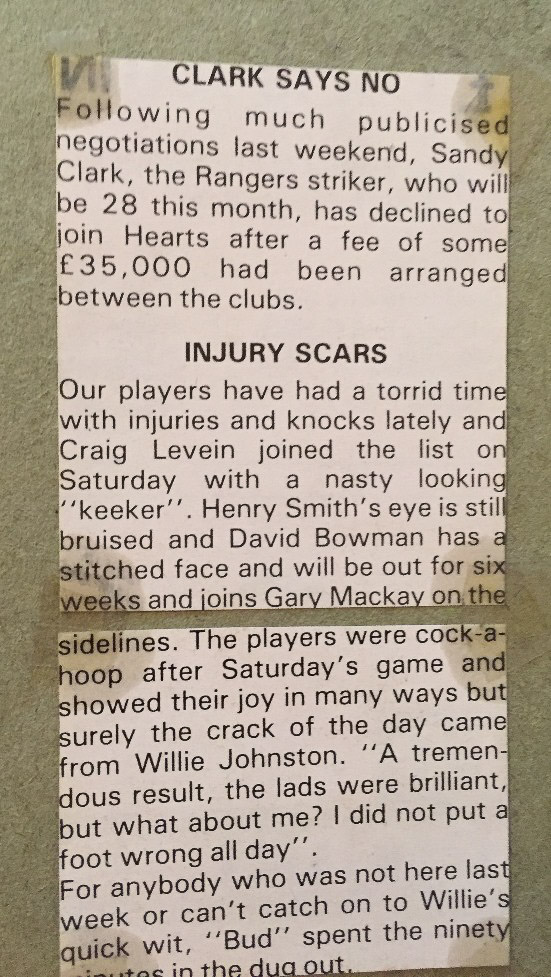 CLARK SAYS NO
Following much publicised
negotiations last weekend, Sandy
Clark, the Rangers striker, who will
be 28 this month, has declined to
join Hearts after a fee of some
£35,000 had been arranged
between the clubs.
INJURY SCARS
Our players have had a torrid time
with injuries and knocks lately and
Craig Levein joined the list on
Saturday with a nasty looking
''keeker''. Henry Smith's eye is still
bruised and David Bowman has a
stitched face and will be out for six
weeks and joins Gary Mackay on the
sidelines. The players were cock-a-
hoop after Saturday's game and
showed their joy in many ways but
surely the crack of the day came
from Willie Johnston. ''A tremen-
dous result, the lads were brilliant,
but what about me? I did not put a
foot wrong all day''.
For anybody who was not here last
week or can't catch on to Willie's
quick wit, ''Bud'' spent the ninety
minutes in the dug out.